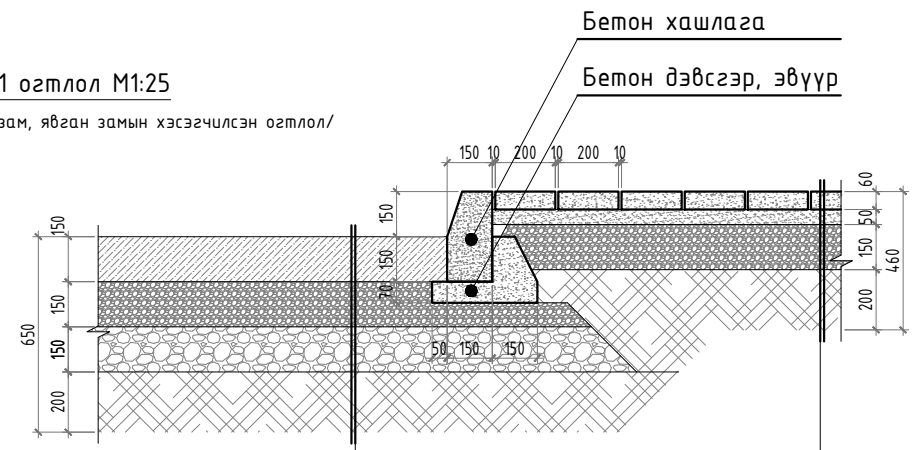 Бетон хашлага
1 огтлол М1:25
Бетон дэвсгэр, эвүүр
зам, явган замын хэсэгчилсэн огтлол/
150 10 200 10 200 10
60
150
50
150
150
150
460
70
200
650
150
150
50 150 150
200